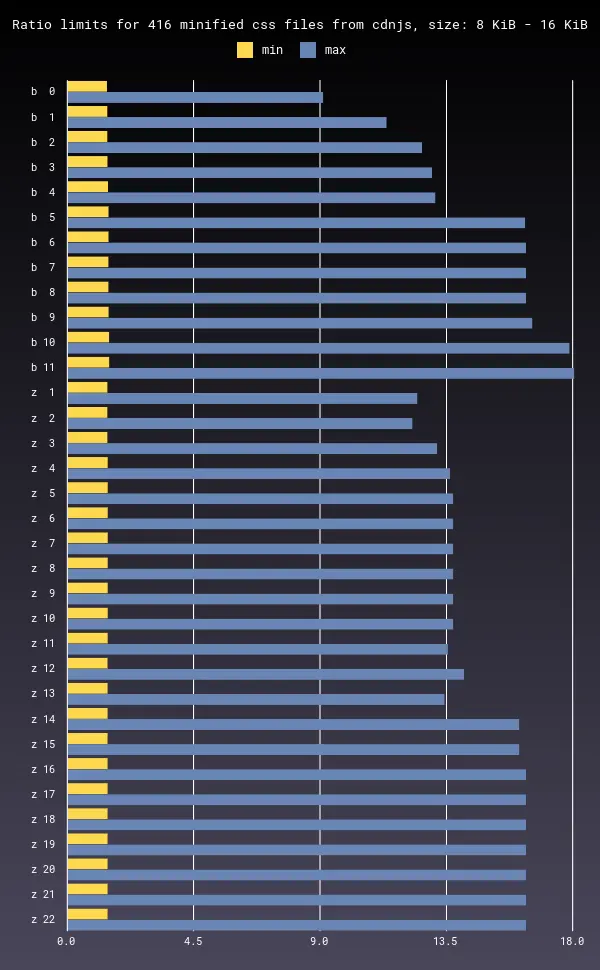 Ratio limits for 416 minified css files from cdnjs, size: 8 KiB - 16 KiB
min max
b 0
b 1
b 2
b 3
b 4
b 5
b 6
b 7
b 8
b 9
b 10
b 11
z 1
z 2
z 3
z 4
z 5
z 6
z 7
z 8
z 9
z 10
z 11
z 12
z 13
z 14
z 15
z 16
z 17
z 18
z 19
z 20
z 21
z 22
0.0 4.5 9.0 13.5 18.0